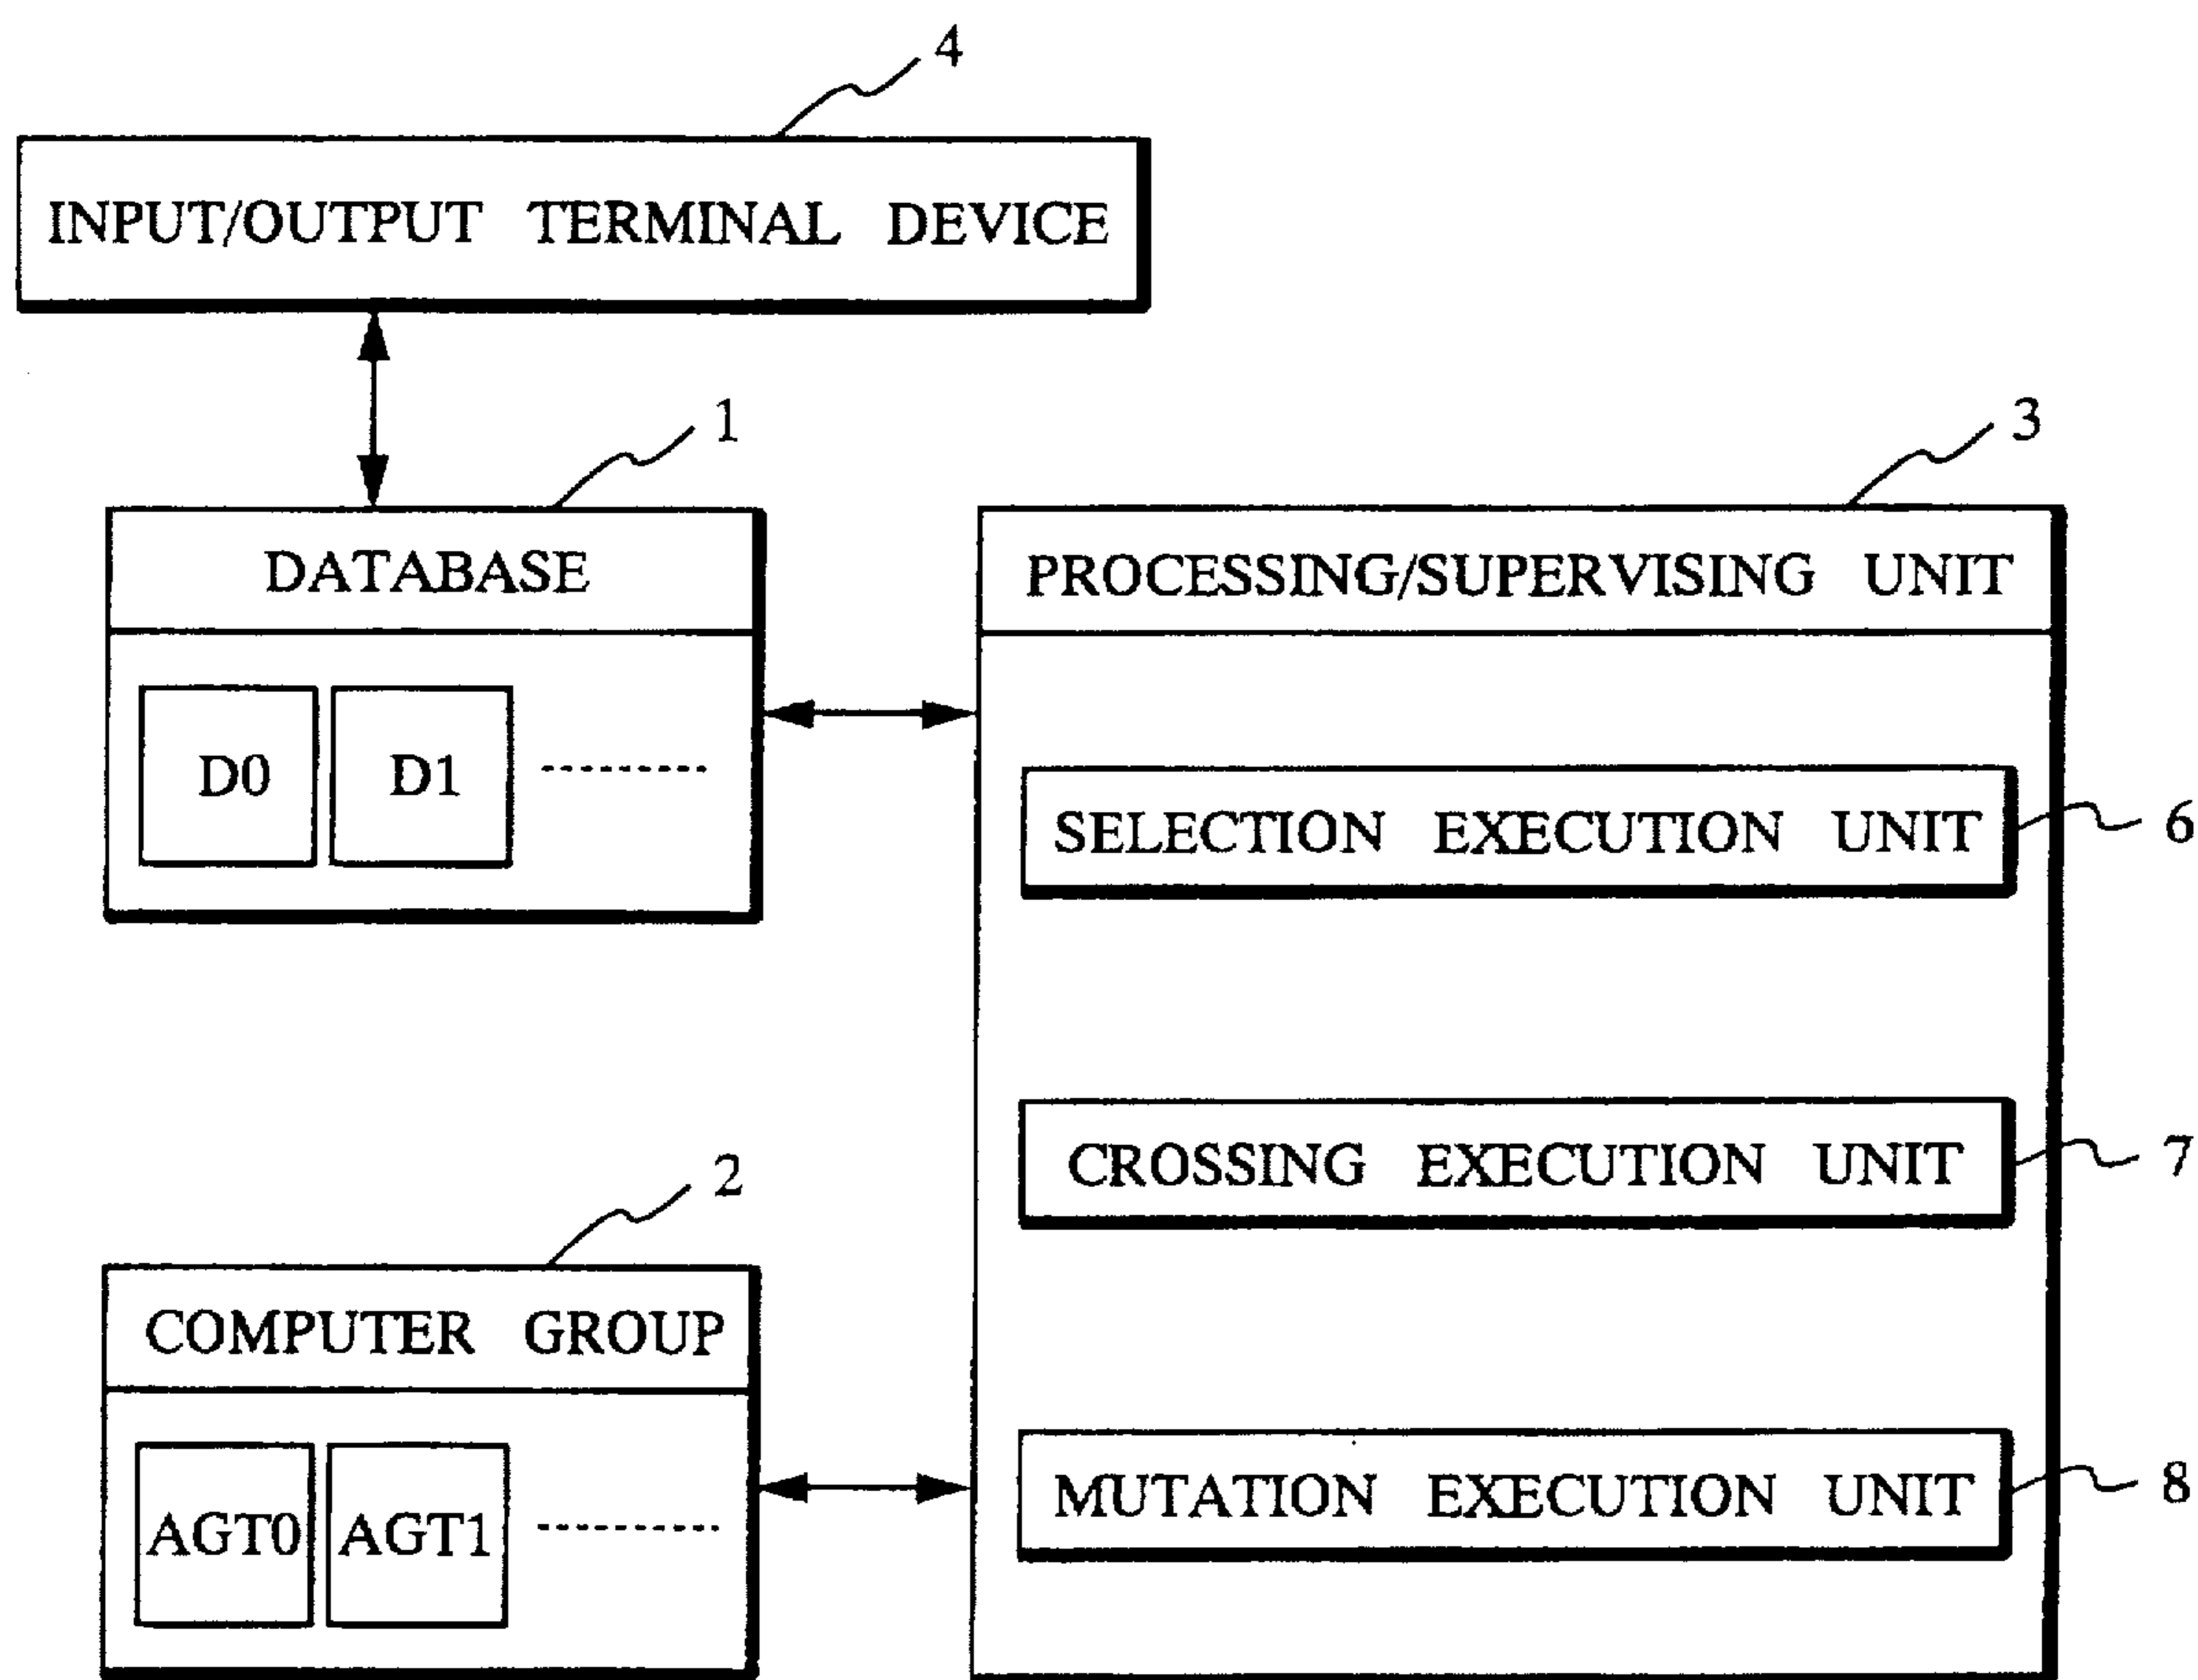 4
INPUT/OUTPUT TERMINAL DEVICE
1
3
DATABASE
PROCESSING/SUPERVISING UNIT
D0
D1
SELECTION EXECUTION UNIT
6
CROSSING EXECUTION UNIT
7
2
COMPUTER GROUP
AGT0
AGT1
MUTATION EXECUTION UNIT
8